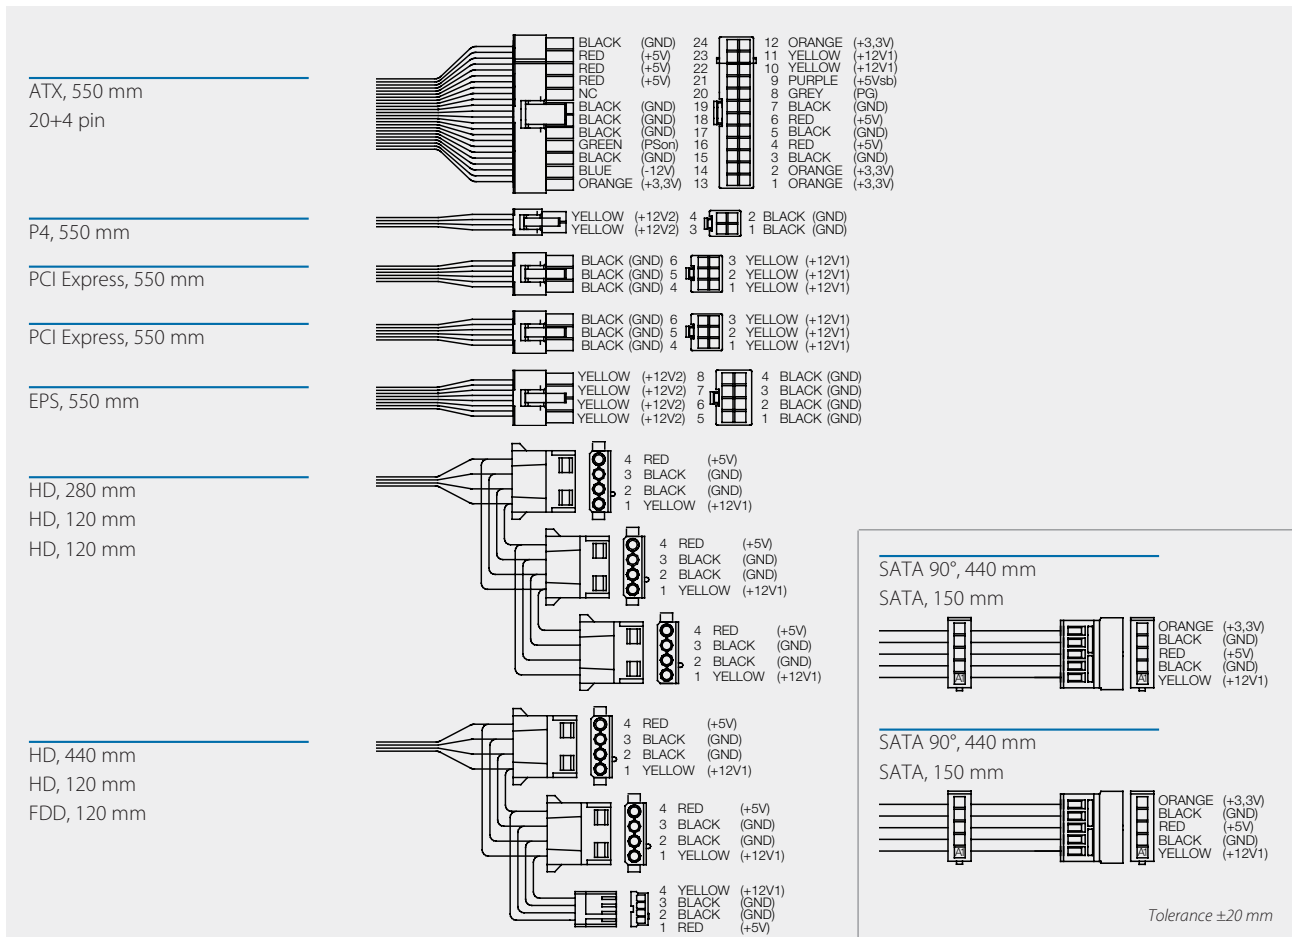 ATX, 550 mm
20+4 pin
BLACK (GND) 24 12 ORANGE (+3,3V)
RED (+5V) 23 11 YELLOW (+12V1)
RED (+5V) 22 10 YELLOW (+12V1)
RED (+5V) 21 9 PURPLE (+5Vsb)
NC 20 8 GREY (PG)
BLACK (GND) 19 7 BLACK (GND)
BLACK (GND) 18 6 RED (+5V)
BLACK (GND) 17 5 BLACK (GND)
GREEN (PSon) 16 4 RED (+5V)
BLACK (GND) 15 3 BLACK (GND)
BLUE (-12V) 14 2 ORANGE (+3,3V)
ORANGE (+3,3V) 13 1 ORANGE (+3,3V)
P4, 550 mm
YELLOW (+12V2) 4 2 BLACK (GND)
YELLOW (+12V2) 3 1 BLACK (GND)
PCI Express, 550 mm
BLACK (GND) 6 3 YELLOW (+12V1)
BLACK (GND) 5 2 YELLOW (+12V1)
BLACK (GND) 4 1 YELLOW (+12V1)
PCI Express, 550 mm
BLACK (GND) 6 3 YELLOW (+12V1)
BLACK (GND) 5 2 YELLOW (+12V1)
BLACK (GND) 4 1 YELLOW (+12V1)
EPS, 550 mm
YELLOW (+12V2) 8 4 BLACK (GND)
YELLOW (+12V2) 7 3 BLACK (GND)
YELLOW (+12V2) 6 2 BLACK (GND)
YELLOW (+12V2) 5 1 BLACK (GND)
HD, 280 mm
HD, 120 mm
HD, 120 mm
4 RED (+5V)
3 BLACK (GND)
2 BLACK (GND)
1 YELLOW (+12V1)
4 RED (+5V)
3 BLACK (GND)
2 BLACK (GND)
1 YELLOW (+12V1)
4 RED (+5V)
3 BLACK (GND)
2 BLACK (GND)
1 YELLOW (+12V1)
HD, 440 mm
HD, 120 mm
FDD, 120 mm
4 RED (+5V)
3 BLACK (GND)
2 BLACK (GND)
1 YELLOW (+12V1)
4 RED (+5V)
3 BLACK (GND)
2 BLACK (GND)
1 YELLOW (+12V1)
4 YELLOW (+12V1)
3 BLACK (GND)
2 BLACK (GND)
1 RED (+5V)
SATA 90°, 440 mm
SATA, 150 mm
ORANGE (+3,3V)
BLACK (GND)
RED (+5V)
BLACK (GND)
A1 A1 YELLOW (+12V1)
SATA 90°, 440 mm
SATA, 150 mm
ORANGE (+3,3V)
BLACK (GND)
RED (+5V)
BLACK (GND)
A1 A1 YELLOW (+12V1)
Tolerance ±20 mm